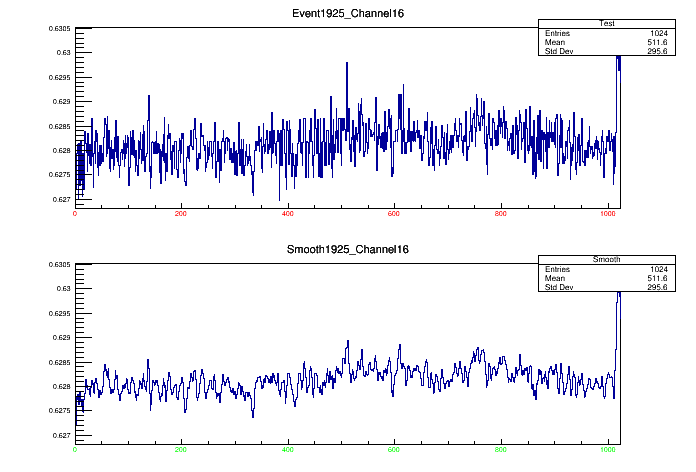 Event1925_Channel16
Test
Entries 1024
Mean 511.6
Std Dev 295.6
0.6305
0.63
0.6295
0.629
0.6285
0.628
0.6275
0.627
0 200 400 600 800 1000
Smooth1925_Channel16
Smooth
Entries 1024
Mean 511.6
Std Dev 295.6
0.6305
0.63
0.6295
0.629
0.6285
0.628
0.6275
0.627
0 200 400 600 800 1000